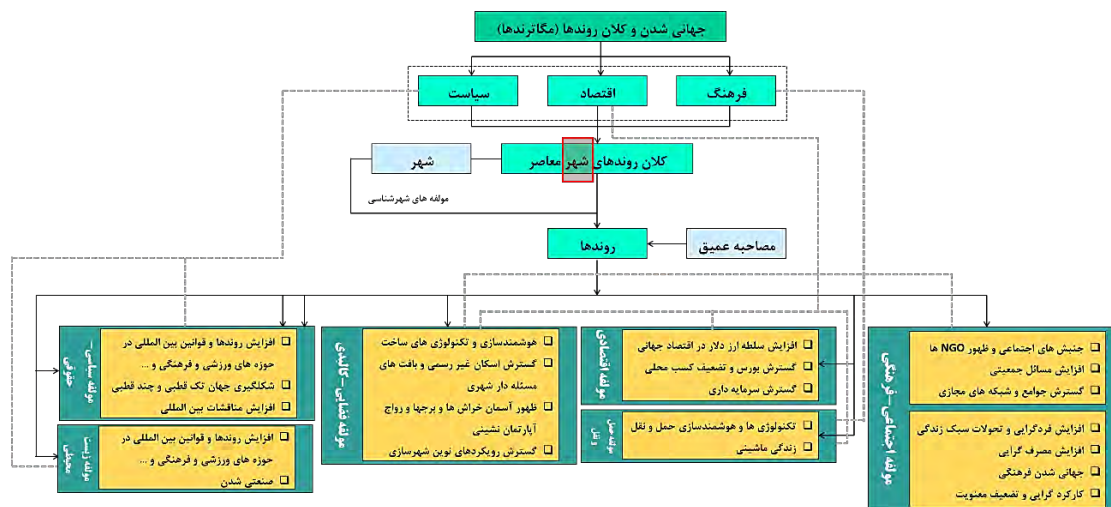 جهانی شدن و کلان روندها (مگاترندها)
فرهنگ
اقتصاد
سیاست
کلان روندهای شهر معاصر
شهر
مولفه های شهرشناسی
روندها
مصاحبه عمیق
مولفه اجتماعی – فرهنگی
جنبش های اجتماعی و ظهور NGO ها
افزایش مسائل جمعیتی
گسترش جوامع و شبکه های مجازی
افزایش فردگرایی و تحولات سبک زندگی
افزایش مصرف گرایی
جهانی شدن فرهنگی
کارکرد گرایی و تضعیف معنویت
مولفه اقتصادی
افزایش سلطه ارز دلار در اقتصاد جهانی
گسترش بورس و تضعیف کسب محلی
گسترش سرمایه داری
مولفه حمل
و نقل
تکنولوژی ها و هوشمندسازی حمل و نقل
زندگی ماشینی
مولفه فضایی – کالبدی
هوشمندسازی و تکنولوژی های ساخت
گسترش اسکان غیر رسمی و بافت های
مسئله دار شهری
ظهور آسمان خراش ها و برجها و رواج
آپارتمان نشینی
گسترش رویکردهای نوین شهرسازی
مولفه سیاسی –
حقوقی
افزایش روندها و قوانین بین المللی در
حوزه های ورزشی و فرهنگی و ...
شکلگیری جهان تک قطبی و چند قطبی
افزایش مناقشات بین المللی
مولفه زیست
محیطی
افزایش روندها و قوانین بین المللی در
حوزه های ورزشی و فرهنگی و ...
صنعتی شدن